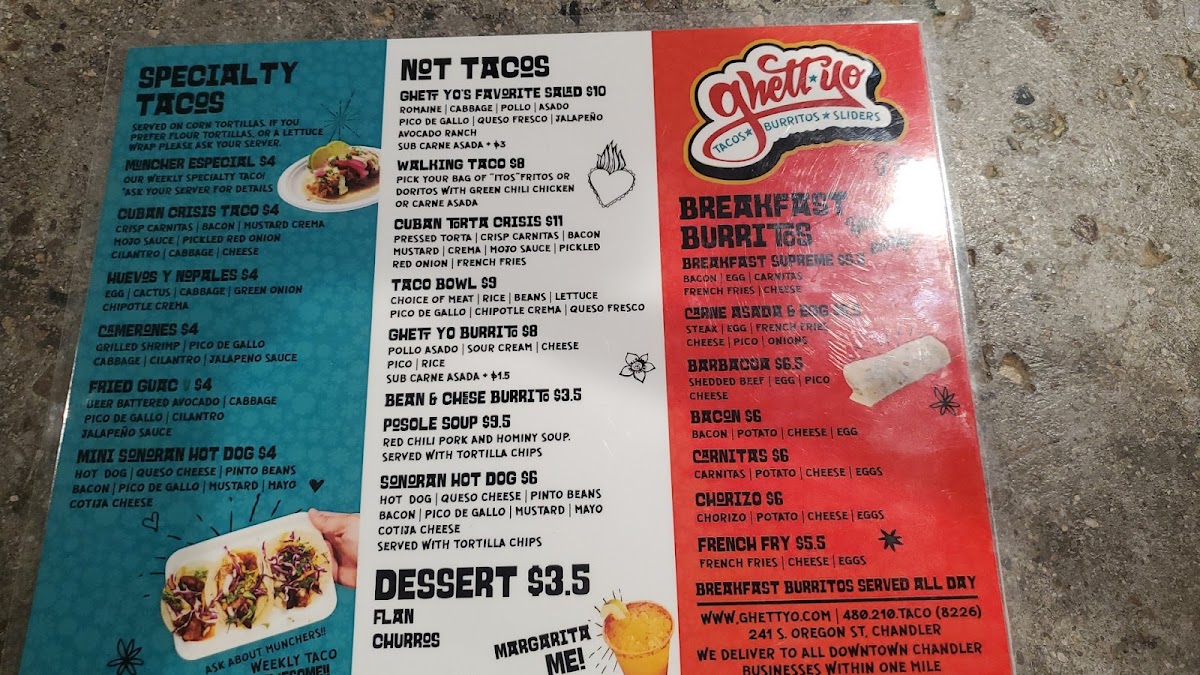 SPECIALTY
TACOS
SERVED ON CORN TORTILLAS. IF YOU
PREFER FLOUR TORTILLAS, OR A LETTUCE
WRAP PLEASE ASK YOUR SERVER.
MUNCHER ESPECIAL $4
OUR WEEKLY SPECIALTY TACO!
*ASK YOUR SERVER FOR DETAILS
CUBAN CRISIS TACO $4
CRISP CARNITAS | BACON | MUSTARD CREMA
MOJO SAUCE | PICKLED RED ONION
CILANTRO | CABBAGE | CHEESE
HUEVOS Y NOPALES $4
EGG | CACTUS | CABBAGE | GREEN ONION
CHIPOTLE CREMA
CAMERONES $4
GRILLED SHRIMP | PICO DE GALLO
CABBAGE | CILANTRO | JALAPENO SAUCE
FRIED GUAC $4
BEER BATTERED AVOCADO | CABBAGE
PICO DE GALLO | CILANTRO
JALAPEÑO SAUCE
MINI SONORAN HOT DOG $4
HOT DOG | QUESO CHEESE | PINTO BEANS
BACON | PICO DE GALLO | MUSTARD | MAYO
COTIJA CHEESE
ASK ABOUT MUNCHERS!!
WEEKLY TACO
NOT TACOS
GHETT YO'S FAVORITE SALAD $10
ROMAINE | CABBAGE | POLLO | ASADO
PICO DE GALLO | QUESO FRESCO | JALAPEÑO
AVOCADO RANCH
SUB CARNE ASADA + $3
WALKING TACO $8
PICK YOUR BAG OF "ITOS"FRITOS OR
DORITOS WITH GREEN CHILI CHICKEN
OR CARNE ASADA
CUBAN TORTA CRISIS $11
PRESSED TORTA | CRISP CARNITAS | BACON
MUSTARD | CREMA | MOJO SAUCE | PICKLED
RED ONION | FRENCH FRIES
TACO BOWL $9
CHOICE OF MEAT | RICE | BEANS | LETTUCE
PICO DE GALLO | CHIPOTLE CREMA | QUESO FRESCO
GHETT YO BURRITO $8
POLLO ASADO | SOUR CREAM | CHEESE
PICO | RICE
SUB CARNE ASADA + $1.5
BEAN & CHEESE BURRITO $3.5
POSOLE SOUP $9.5
RED CHILI PORK AND HOMINY SOUP.
SERVED WITH TORTILLA CHIPS
SONORAN HOT DOG $6
HOT DOG | QUESO CHEESE | PINTO BEANS
BACON | PICO DE GALLO | MUSTARD | MAYO
COTIJA CHEESE
SERVED WITH TORTILLA CHIPS
DESSERT $3.5
FLAN
CHURROS
MARGARITA
ME!
ghett yo
TACOS ★ BURRITOS ★ SLIDERS
BREAKFAST
BURRITOS
BREAKFAST SUPREME
BACON | EGG | CARNITAS
FRENCH FRIES | CHEESE
CARNE ASADA & EGG
STEAK | EGG | FRENCH FRIES
CHEESE | PICO | ONIONS
BARBACOA $6.5
SHEDDED BEEF | EGG | PICO
CHEESE
BACON $6
BACON | POTATO | CHEESE | EGG
CARNITAS $6
CARNITAS | POTATO | CHEESE | EGGS
CHORIZO $6
CHORIZO | POTATO | CHEESE | EGGS
FRENCH FRY $5.5
FRENCH FRIES | CHEESE | EGGS
BREAKFAST BURRITOS SERVED ALL DAY
WWW.GHETTYO.COM | 480.210.TACO (8226)
241 S. OREGON ST, CHANDLER
WE DELIVER TO ALL DOWNTOWN CHANDLER
BUSINESSES WITHIN ONE MILE